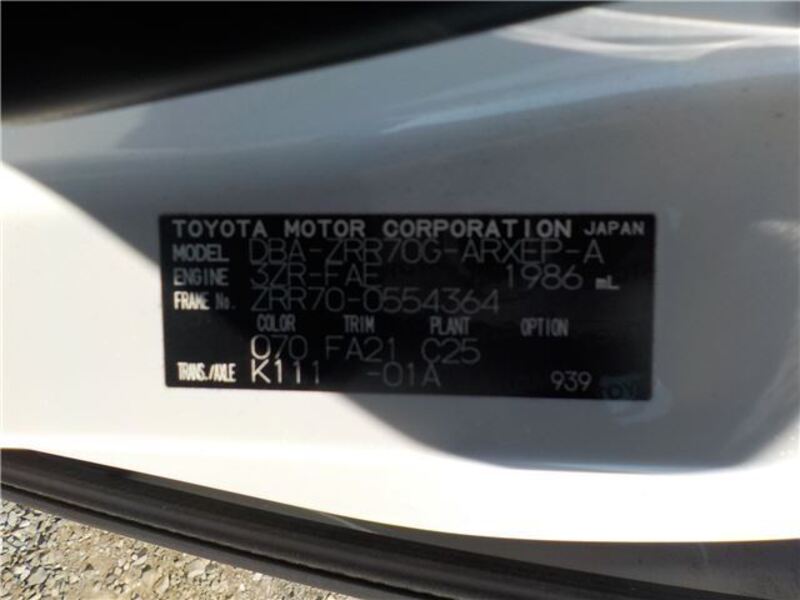 TOYOTA MOTOR CORPORATION JAPAN
MODEL DBA-ZRR70G-ARXEP-A
ENGINE 3ZR-FAE 1986 mL
FRAME No. ZRR70-0554364
COLOR TRIM PLANT OPTION
070 FA21 C25
TRANS./AXLE K111 -01A 939